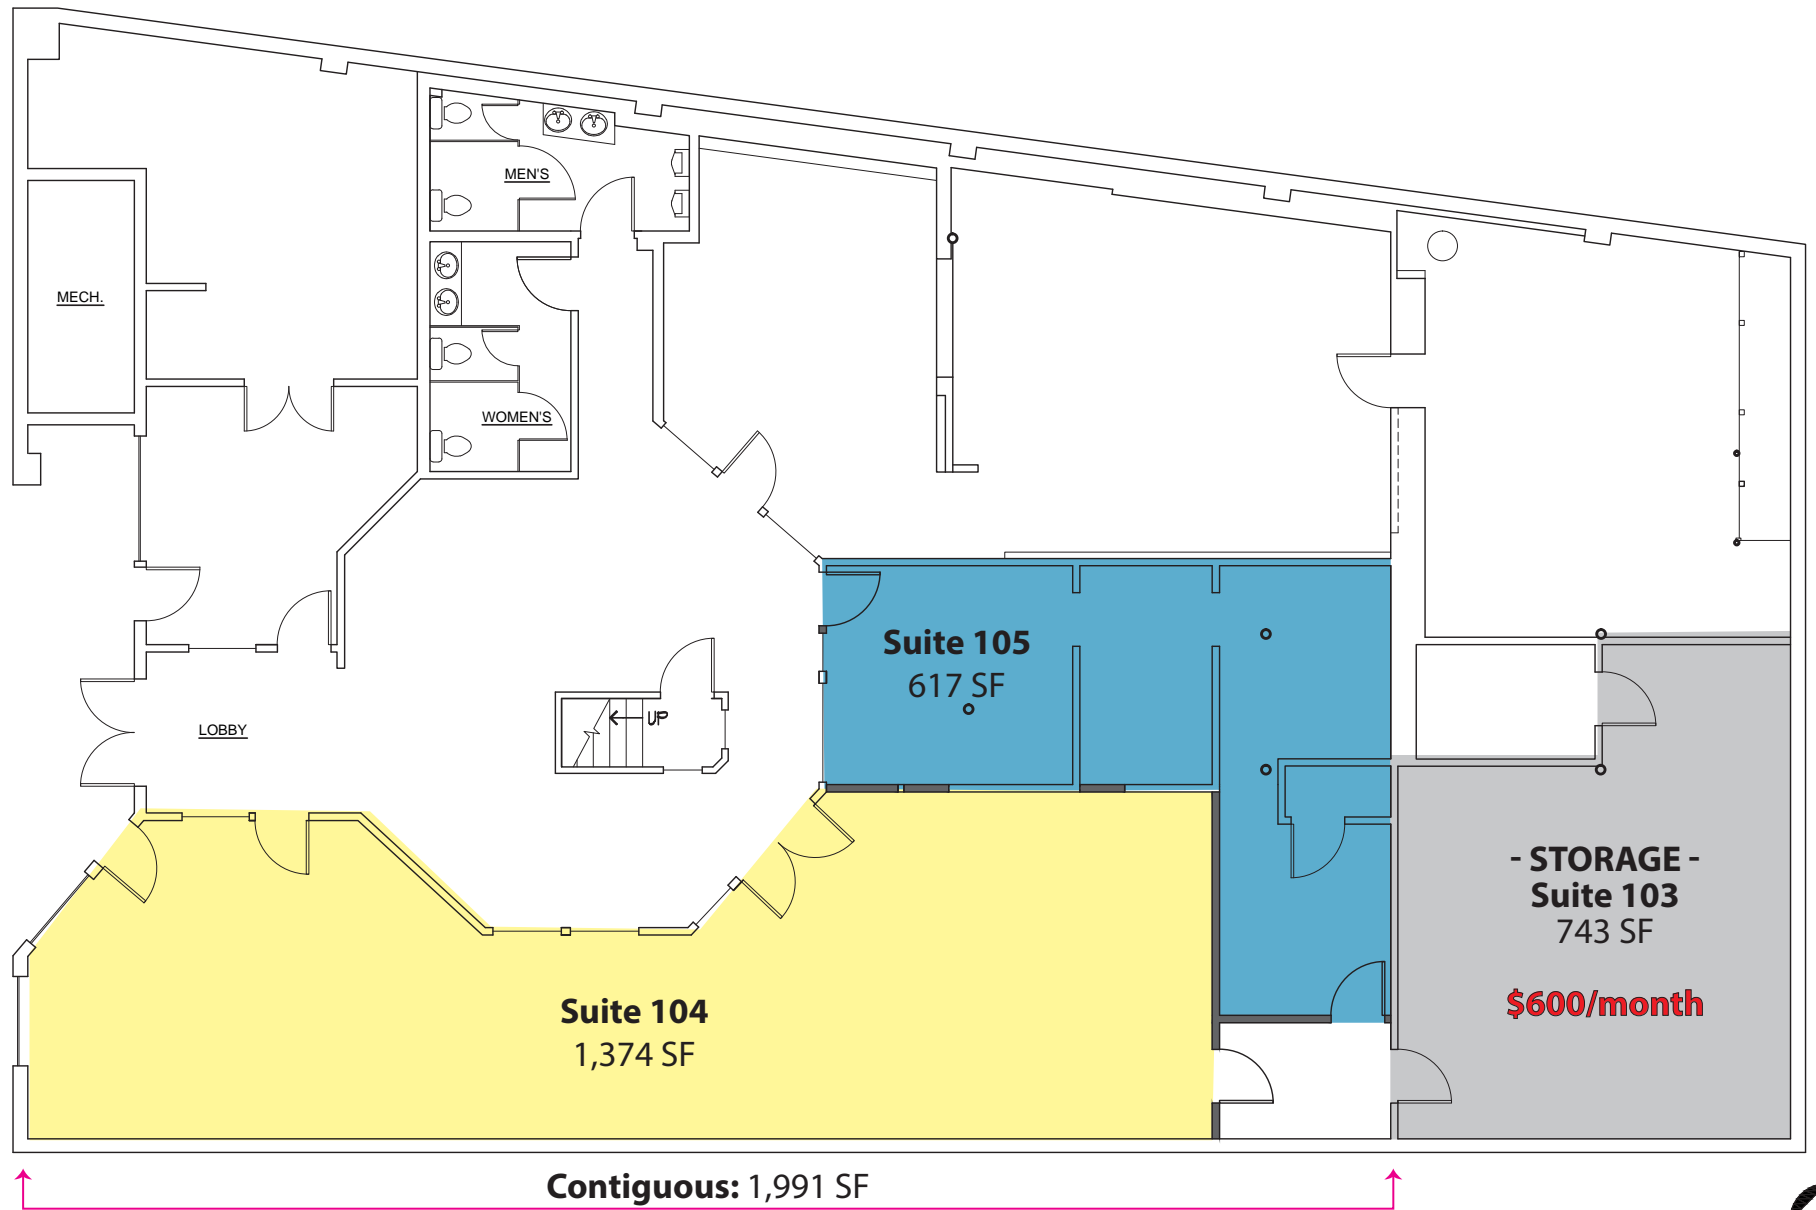 MEN'S
MECH.
WOMEN'S
Suite 105
617 SF
UP
LOBBY
- STORAGE -
Suite 103
743 SF
$600/month
Suite 104
1,374 SF
Contiguous: 1,991 SF